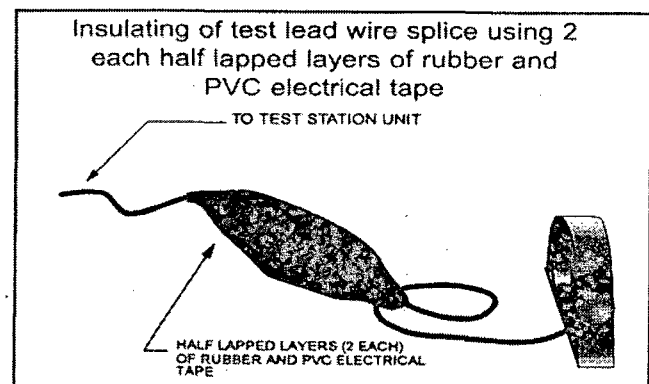 Insulating of test lead wire splice using 2
each half lapped layers of rubber and
PVC electrical tape
TO TEST STATION UNIT
HALF LAPPED LAYERS (2 EACH)
OF RUBBER AND PVC ELECTRICAL
TAPE